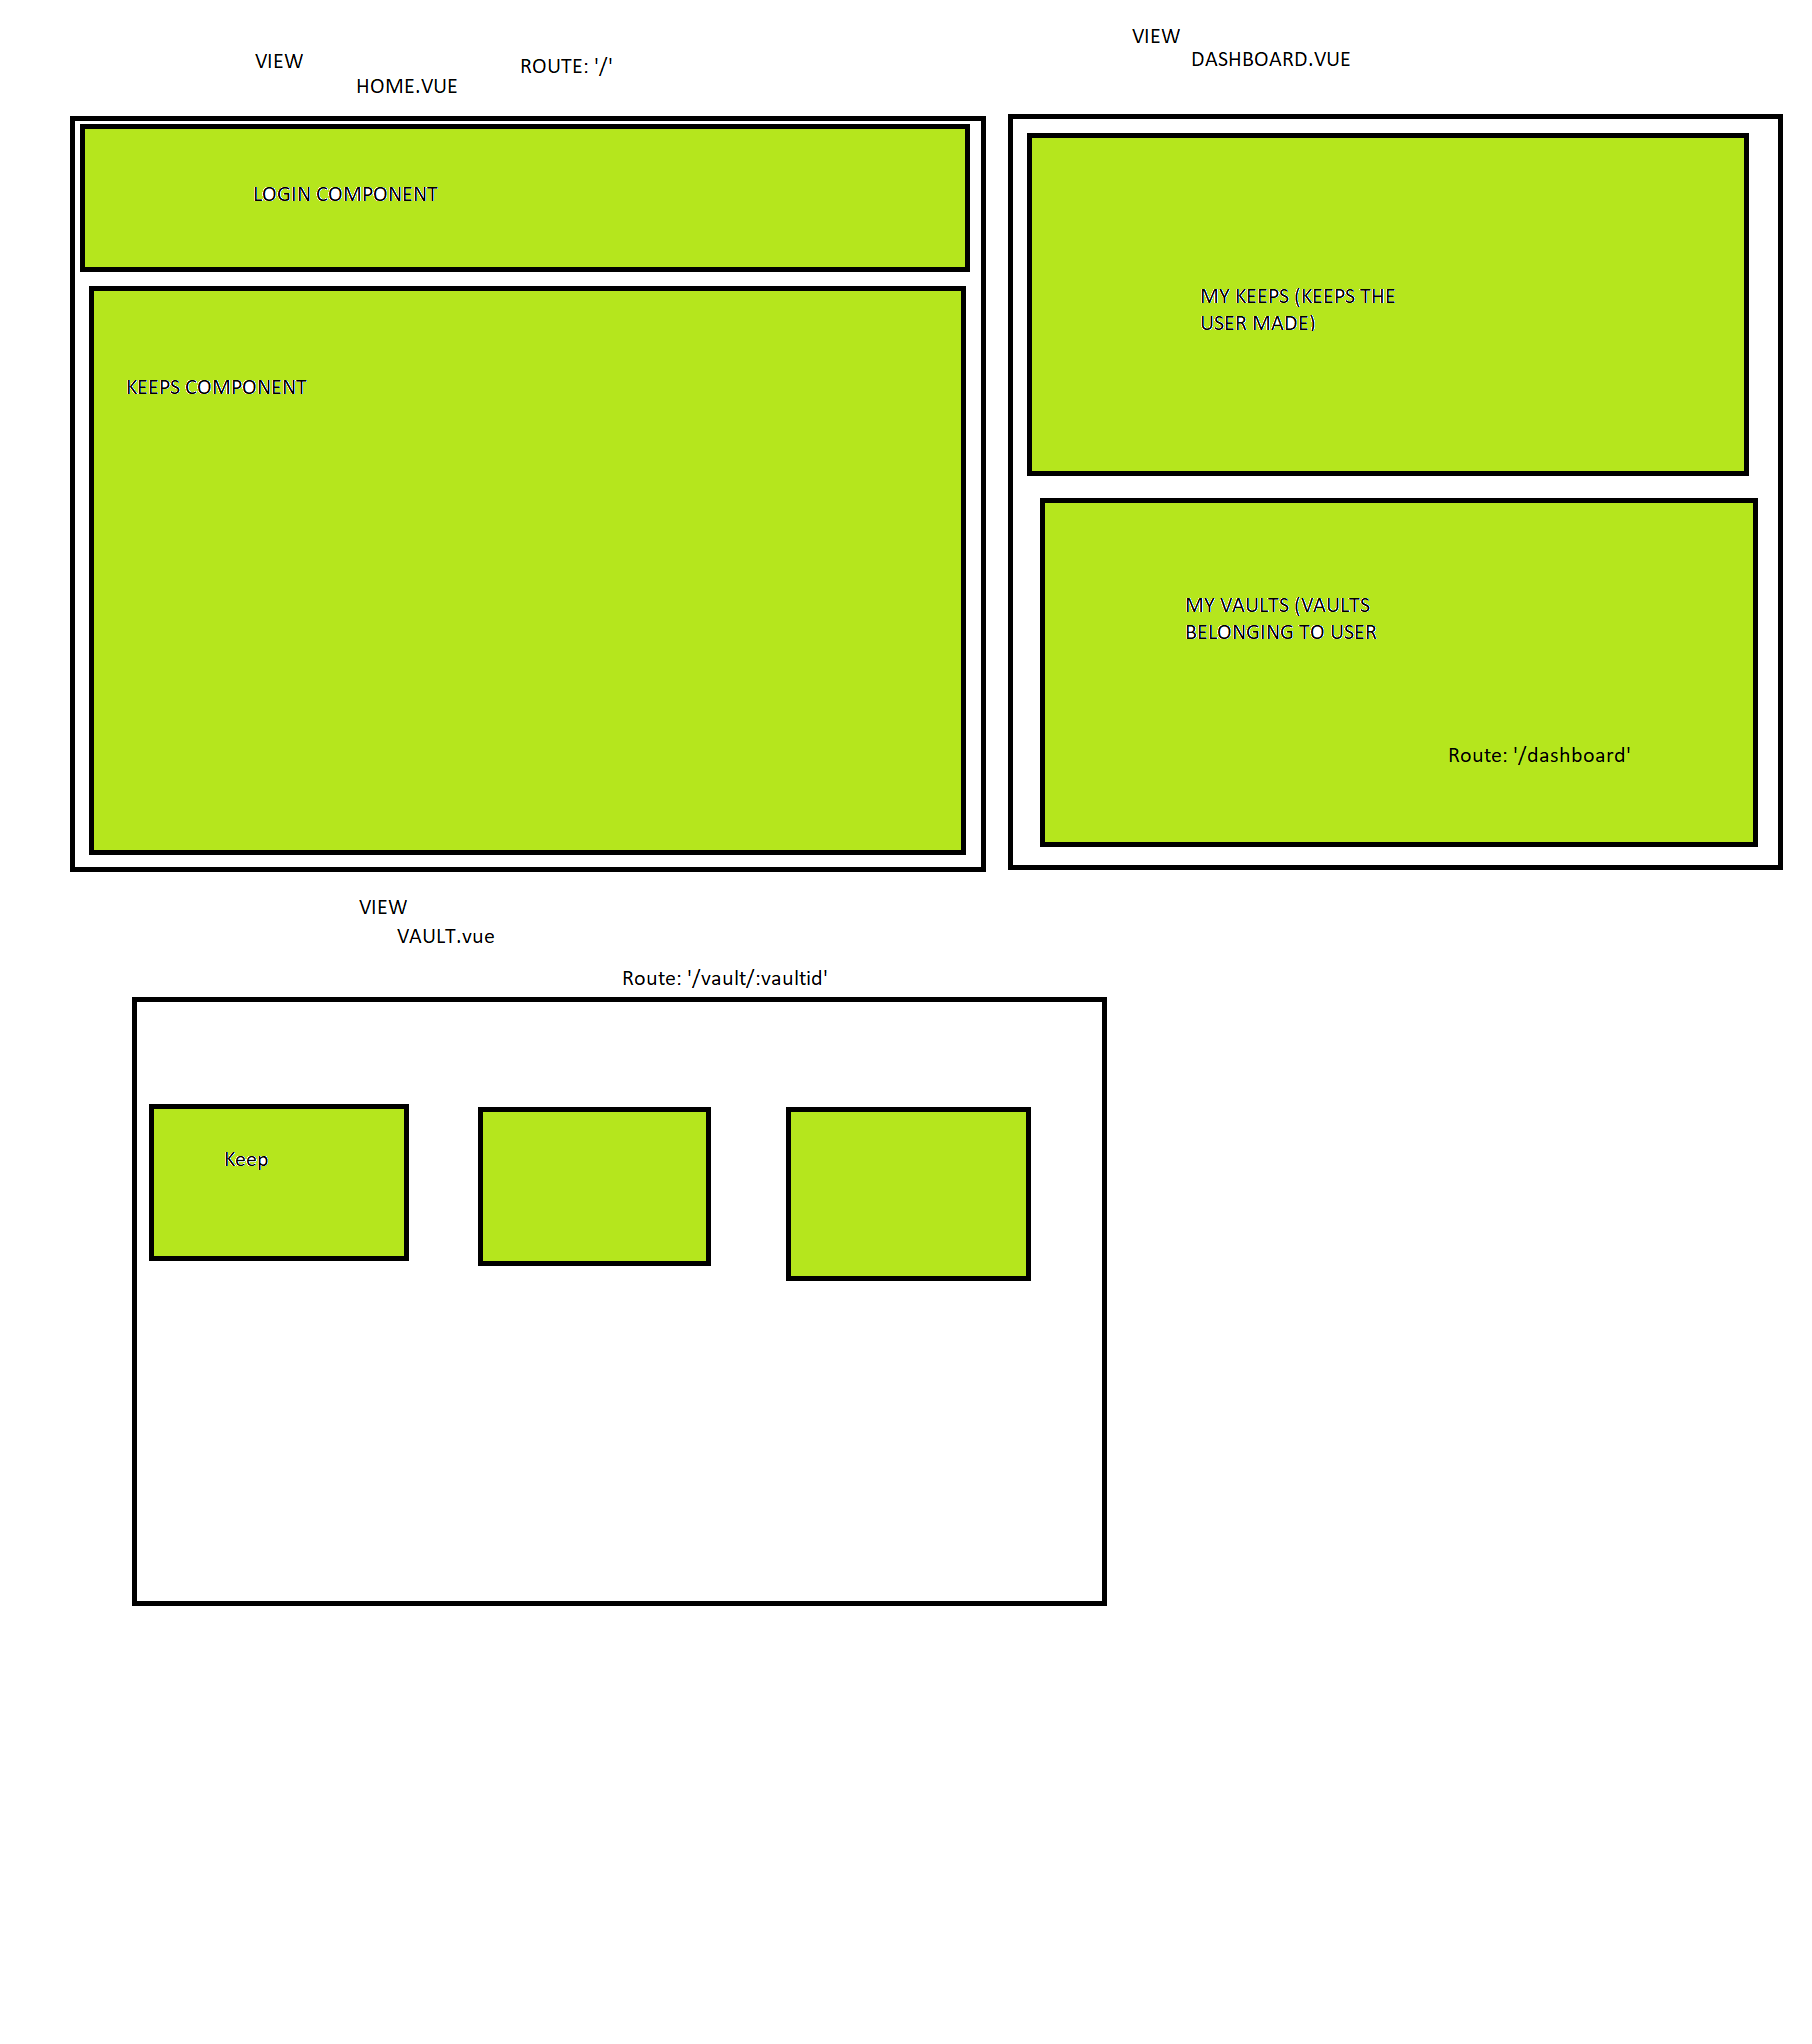 VIEW
HOME.VUE
ROUTE: '/'
LOGIN COMPONENT
KEEPS COMPONENT
VIEW
DASHBOARD.VUE
MY KEEPS (KEEPS THE
USER MADE)
MY VAULTS (VAULTS
BELONGING TO USER
Route: '/dashboard'
VIEW
VAULT.vue
Route: '/vault/:vaultid'
Keep